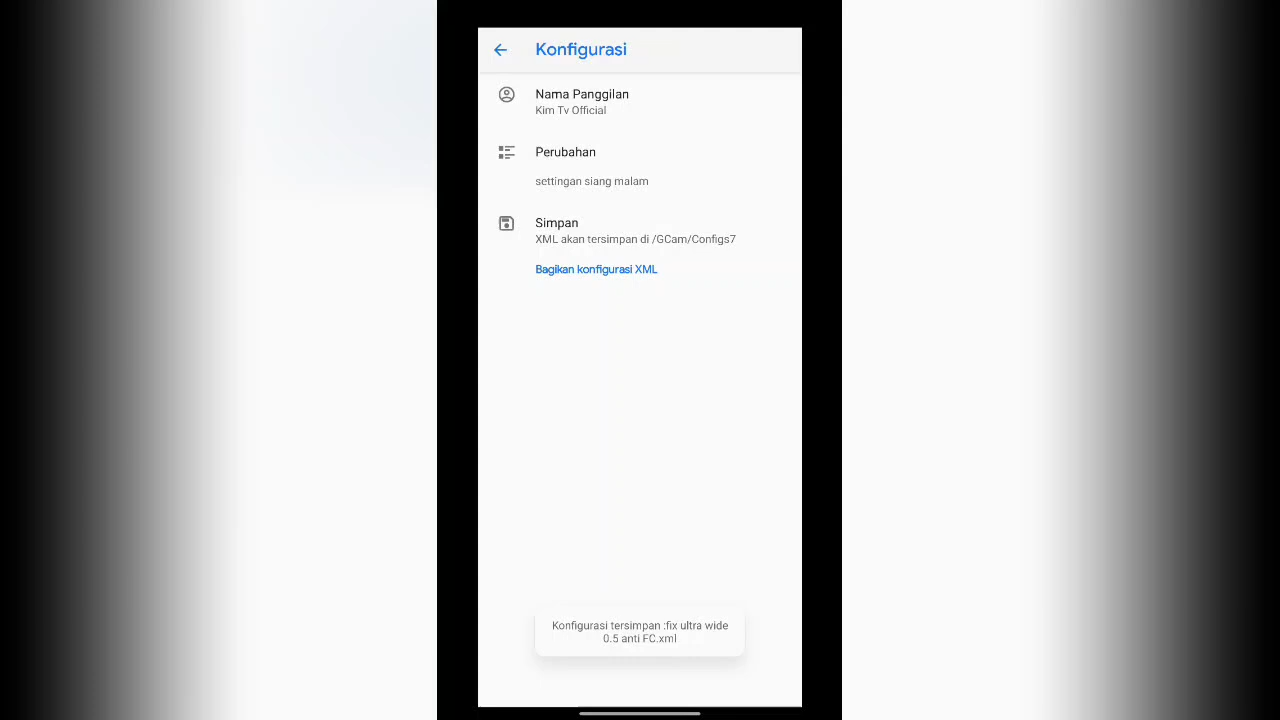 Konfigurasi
Nama Panggilan
Kim Tv Official
Perubahan
settingan siang malam
Simpan
XML akan tersimpan di /GCam/Configs7
Bagikan konfigurasi XML
Konfigurasi tersimpan :fix ultra wide
0.5 anti FC.xml